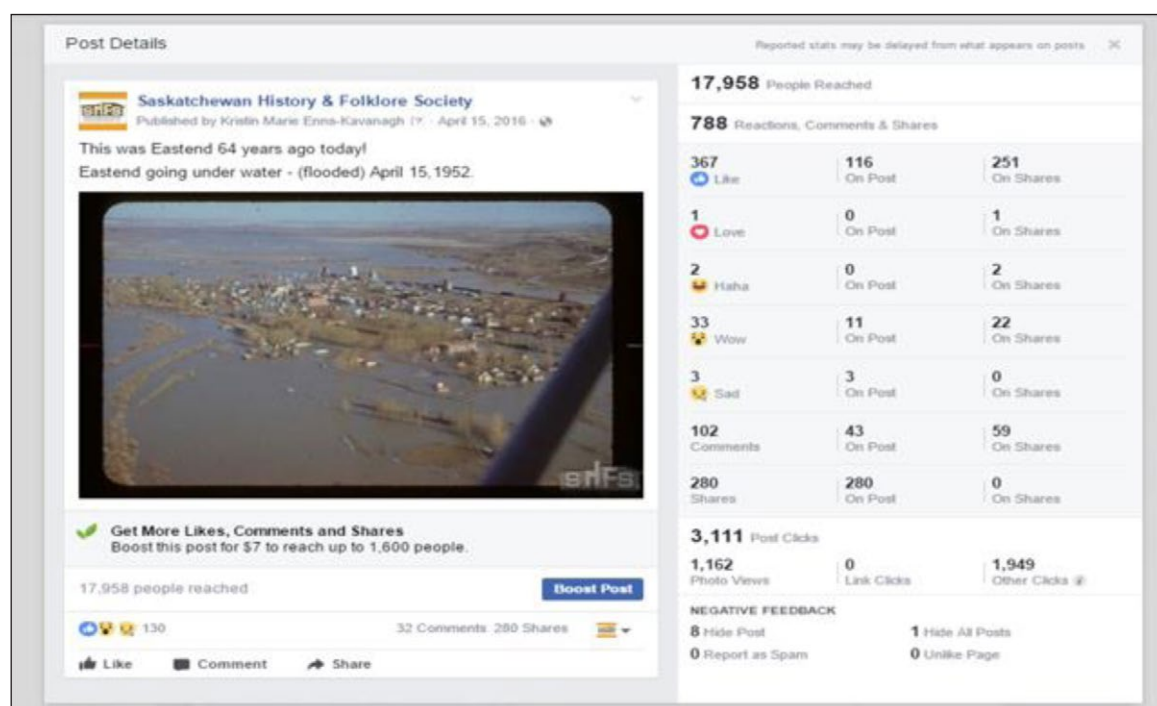 Post Details
Reported stats may be delayed from what appears on posts
SHFS
Saskatchewan History & Folklore Society
Published by Kristin Marie Enns-Kavanagh [?] · April 15, 2016 ·
This was Eastend 64 years ago today!
Eastend going under water - (flooded) April 15, 1952.
SHFS
Get More Likes, Comments and Shares
Boost this post for $7 to reach up to 1,600 people.
17,958 people reached
Boost Post
130
32 Comments 280 Shares
Like Comment Share
17,958 People Reached
788 Reactions, Comments & Shares
367 116 251
Like On Post On Shares
1 0 1
Love On Post On Shares
2 0 2
Haha On Post On Shares
33 11 22
Wow On Post On Shares
3 3 0
Sad On Post On Shares
102 43 59
Comments On Post On Shares
280 280 0
Shares On Post On Shares
3,111 Post Clicks
1,162 0 1,949
Photo Views Link Clicks Other Clicks
NEGATIVE FEEDBACK
8 Hide Post 1 Hide All Posts
0 Report as Spam 0 Unlike Page